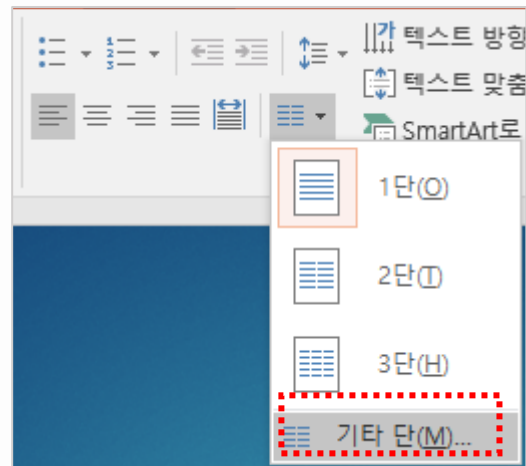 텍스트 방향
텍스트 맞춤
SmartArt로
1단(O)
2단(T)
3단(H)
기타 단(M)...